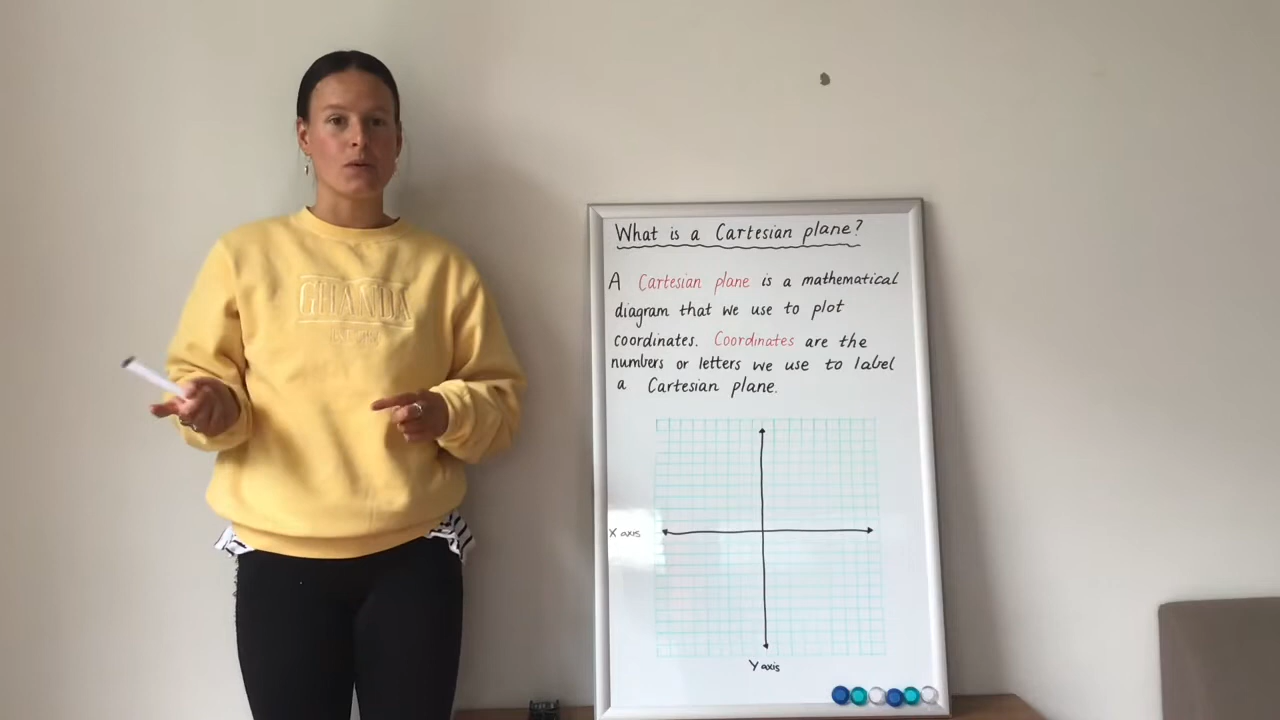 What is a Cartesian plane?
A Cartesian plane is a mathematical
diagram that we use to plot
coordinates. Coordinates are the
numbers or letters we use to label
a Cartesian plane.
X axis
Y axis
GHANDA